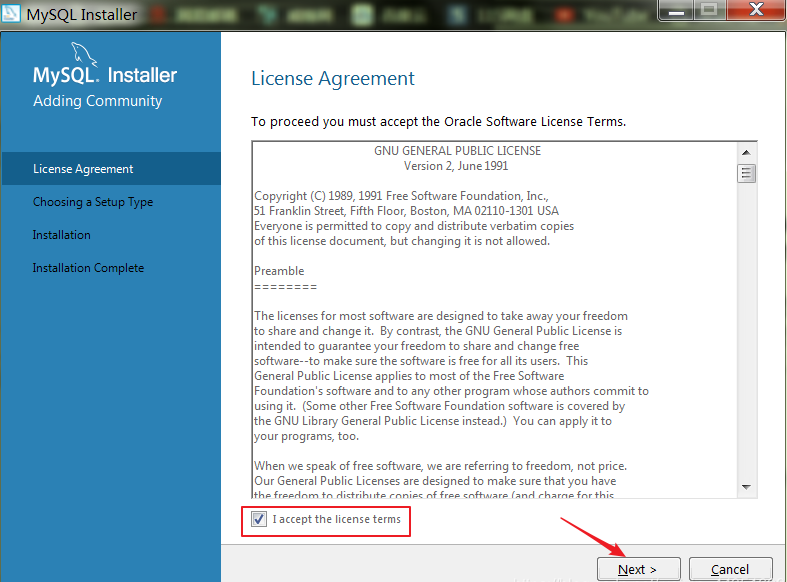 MySQL Installer
MySQL. Installer
Adding Community
License Agreement
Choosing a Setup Type
Installation
Installation Complete
License Agreement
To proceed you must accept the Oracle Software License Terms.
GNU GENERAL PUBLIC LICENSE
Version 2, June 1991
Copyright (C) 1989, 1991 Free Software Foundation, Inc.,
51 Franklin Street, Fifth Floor, Boston, MA 02110-1301 USA
Everyone is permitted to copy and distribute verbatim copies
of this license document, but changing it is not allowed.
Preamble
========
The licenses for most software are designed to take away your freedom
to share and change it. By contrast, the GNU General Public License is
intended to guarantee your freedom to share and change free
software--to make sure the software is free for all its users. This
General Public License applies to most of the Free Software
Foundation's software and to any other program whose authors commit to
using it. (Some other Free Software Foundation software is covered by
the GNU Library General Public License instead.) You can apply it to
your programs, too.
When we speak of free software, we are referring to freedom, not price.
Our General Public Licenses are designed to make sure that you have
the freedom to distribute copies of free software (and charge for this
I accept the license terms
Next >
Cancel